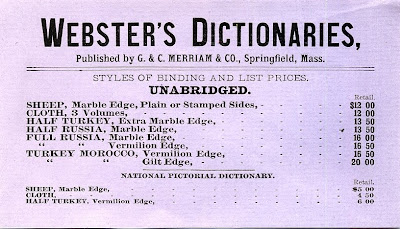 WEBSTER'S DICTIONARIES,
Published by G. & C. MERRIAM & CO., Springfield, Mass.
STYLES OF BINDING AND LIST PRICES.
UNABRIDGED.
Retail.
SHEEP, Marble Edge, Plain or Stamped Sides, - $12 00
CLOTH, 3 Volumes, - - - - 12 00
HALF TURKEY, Extra Marble Edge, - - 13 50
HALF RUSSIA, Marble Edge, - - - 13 50
FULL RUSSIA, Marble Edge, - - - 16 00
" " Vermilion Edge, - - - 16 50
TURKEY MOROCCO, Vermilion Edge, - - 16 50
" " Gilt Edge, - - - 20 00
NATIONAL PICTORIAL DICTIONARY.
Retail.
SHEEP, Marble Edge, - - - - $5 00
CLOTH, - - - - - 4 50
HALF TURKEY, Vermilion Edge, - - - 6 00